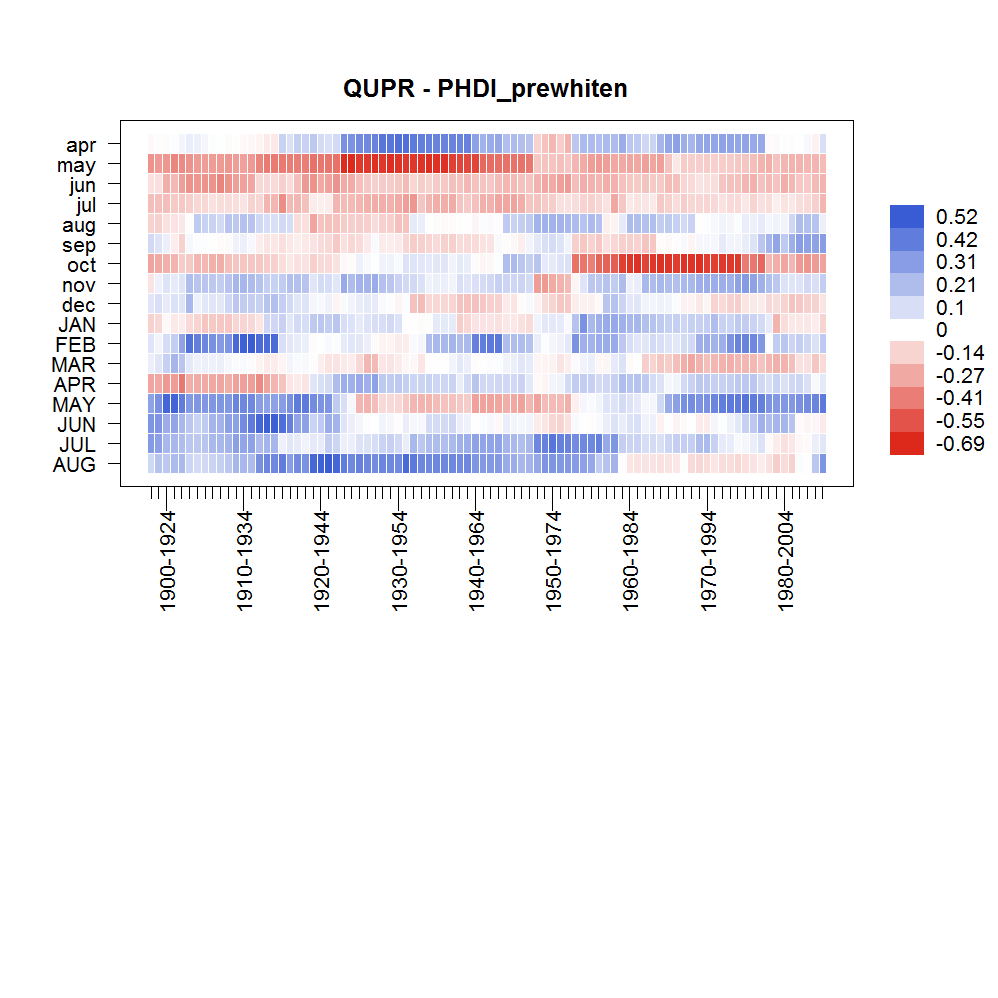 QUPR - PHDI_prewhiten
apr
may
jun
jul
aug
sep
oct
nov
dec
JAN
FEB
MAR
APR
MAY
JUN
JUL
AUG
0.52
0.42
0.31
0.21
0.1
0
-0.14
-0.27
-0.41
-0.55
-0.69
1900-1924
1910-1934
1920-1944
1930-1954
1940-1964
1950-1974
1960-1984
1970-1994
1980-2004